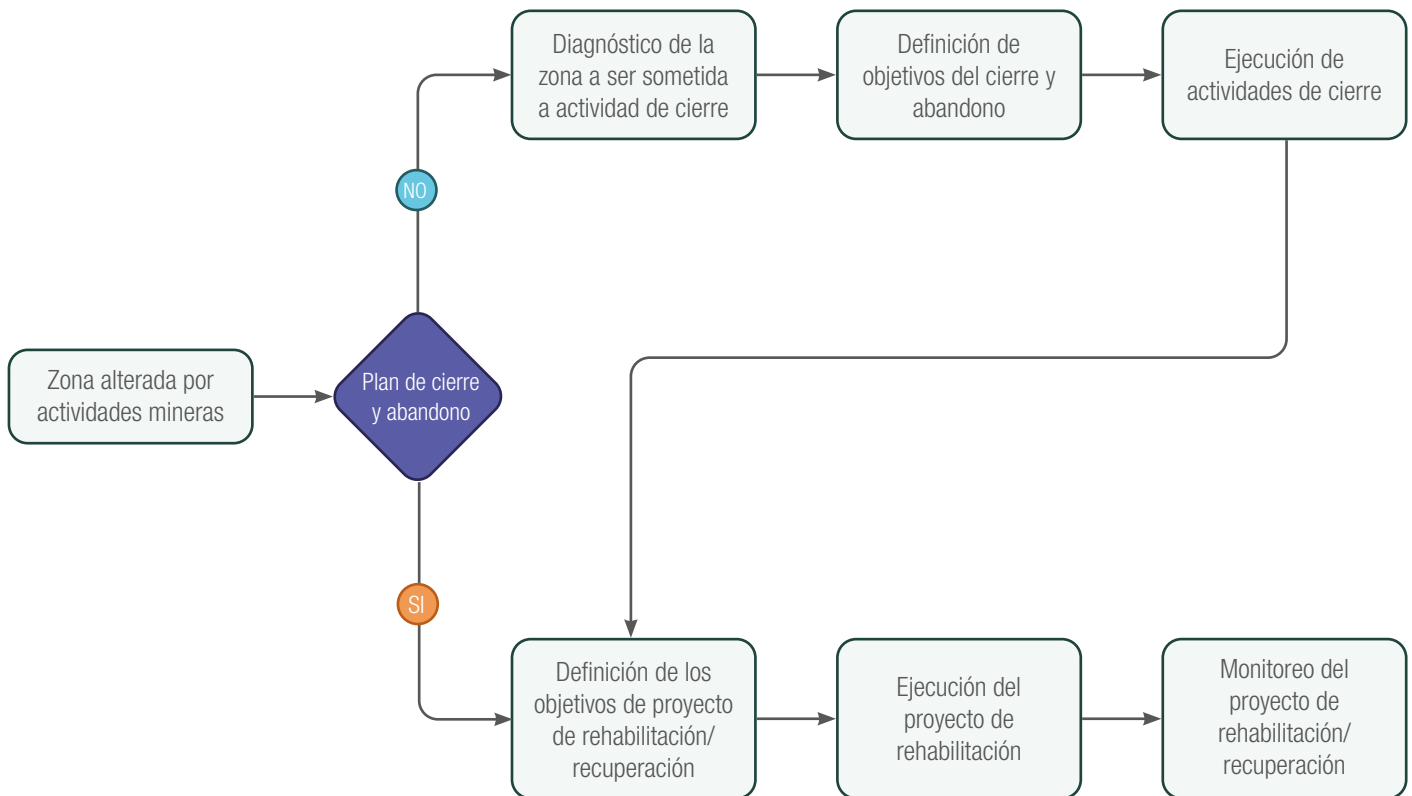 Diagnóstico de la
zona a ser sometida
a actividad de cierre
Definición de
objetivos del cierre y
abandono
Ejecución de
actividades de cierre
NO
Zona alterada por
actividades mineras
Plan de cierre
y abandono
SI
Definición de los
objetivos de proyecto
de rehabilitación/
recuperación
Ejecución del
proyecto de
rehabilitación
Monitoreo del
proyecto de
rehabilitación/
recuperación